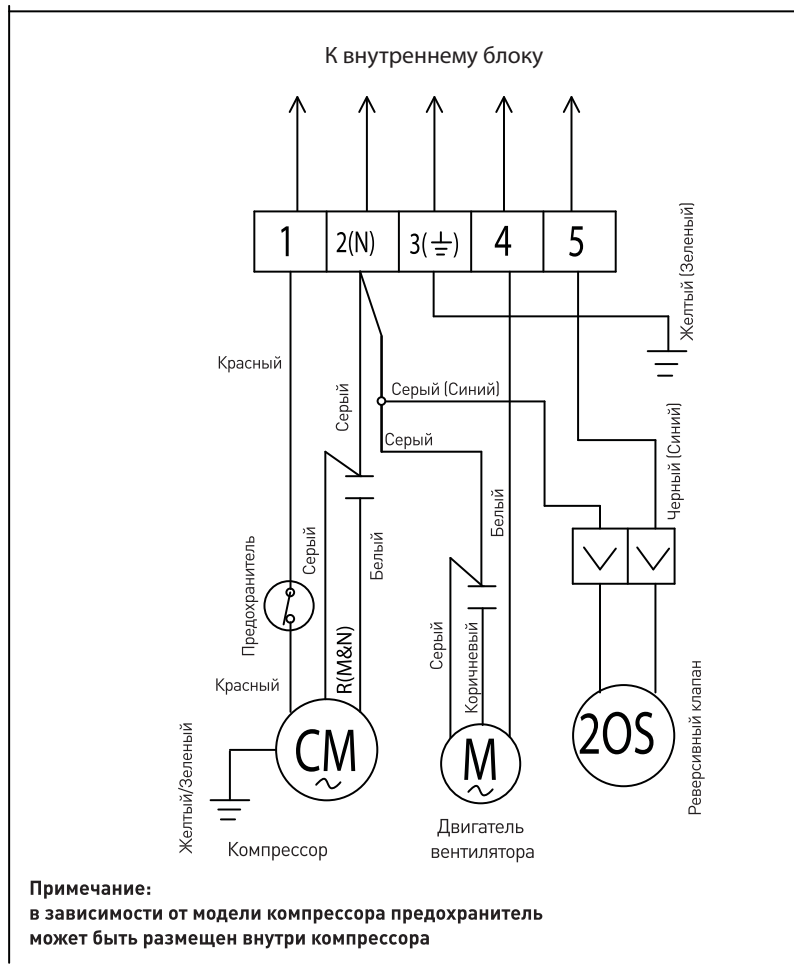 К внутреннему блоку
1
2(N)
3(⏚)
4
5
Желтый (Зеленый)
Красный
Серый
Серый (Синий)
Серый
Черный (Синий)
Белый
Серый
Белый
Предохранитель
R(M&N)
Серый
Коричневый
Красный
CM
~
M
~
2OS
Реверсивный клапан
Желтый/Зеленый
Компрессор
Двигатель
вентилятора
Примечание:
в зависимости от модели компрессора предохранитель
может быть размещен внутри компрессора